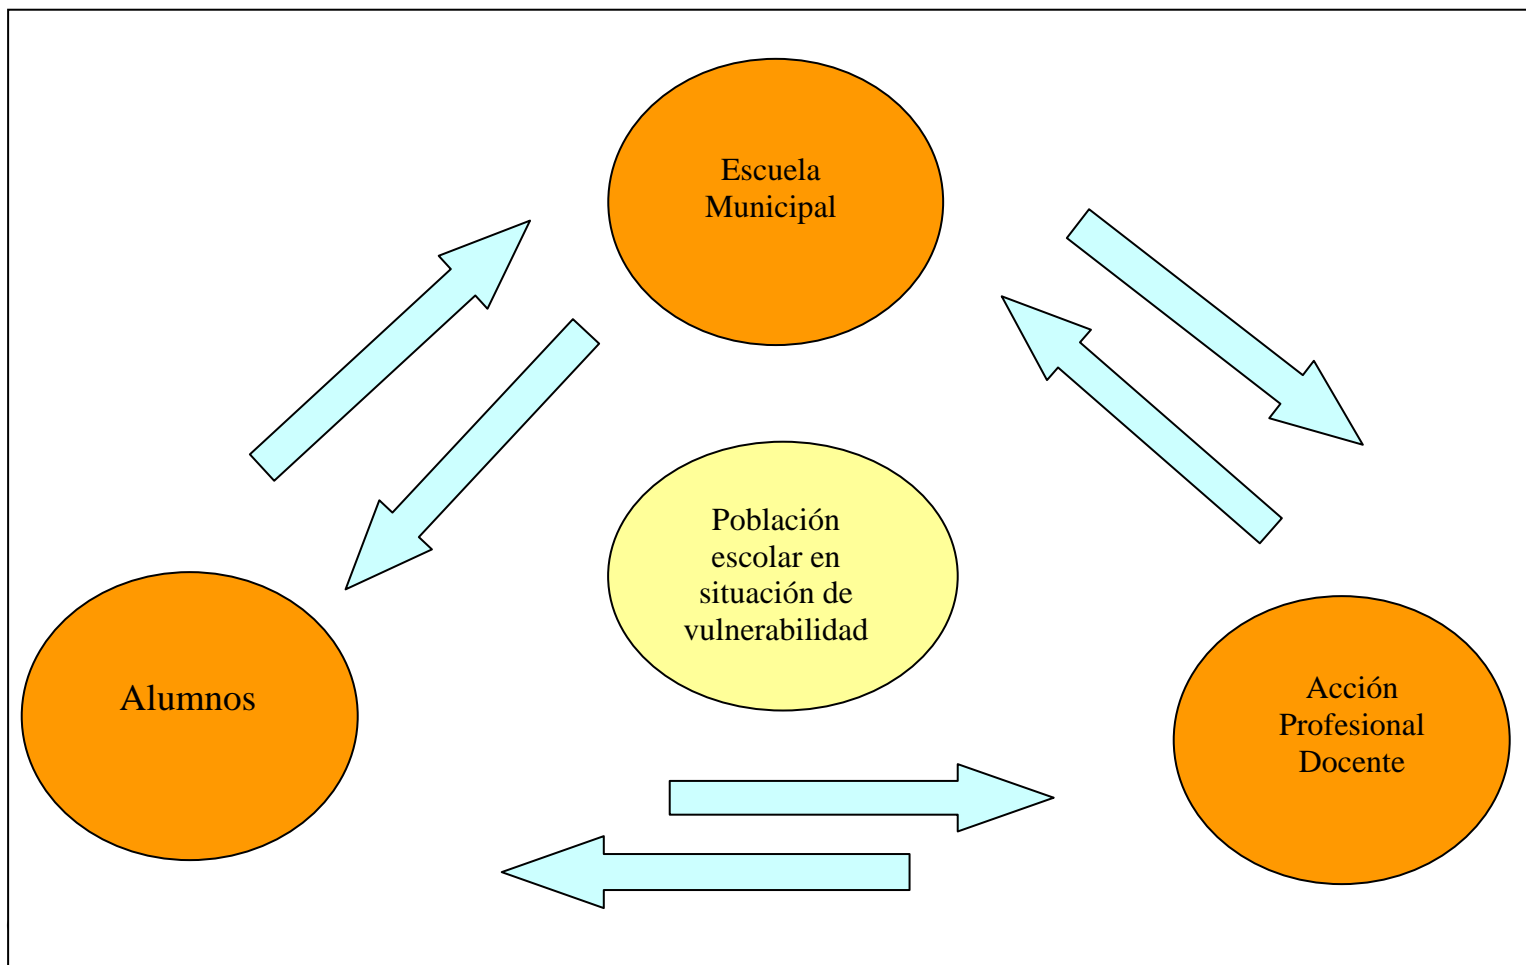 Escuela
Municipal
Población
escolar en
situación de
vulnerabilidad
Alumnos
Acción
Profesional
Docente